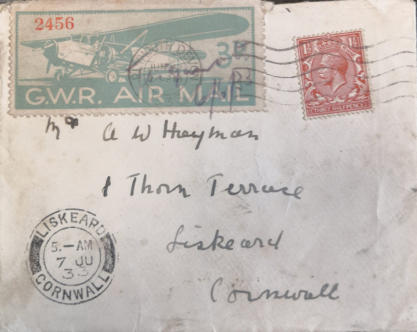 2456
3D
G.W.R. AIR MAIL
Mr A W Heyman
1 Thorn Terrace
Liskeard
Cornwall
LISKEARD
5. – AM
7 JU
33
CORNWALL